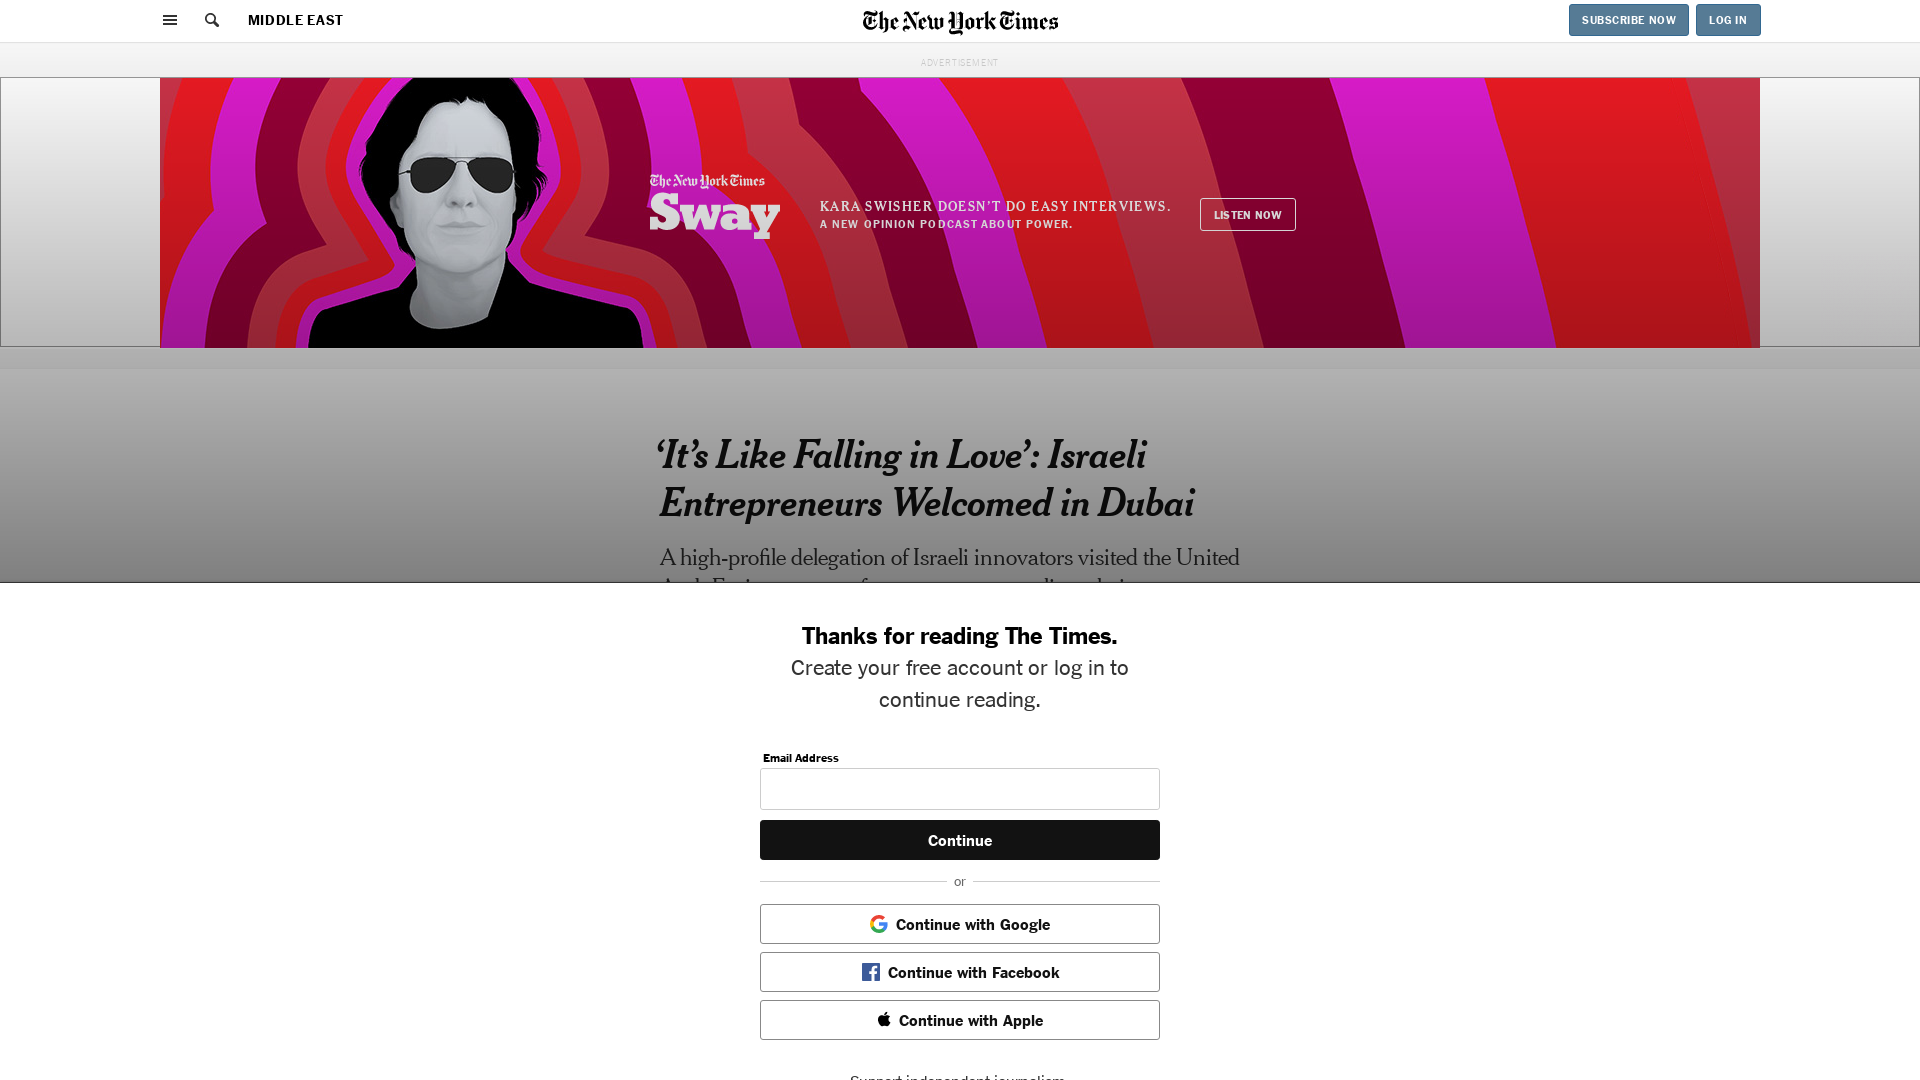 MIDDLE EAST
The New York Times
SUBSCRIBE NOW
LOG IN
ADVERTISEMENT
The New York Times
Sway
KARA SWISHER DOESN'T DO EASY INTERVIEWS.
A NEW OPINION PODCAST ABOUT POWER.
LISTEN NOW
‘It’s Like Falling in Love’: Israeli
Entrepreneurs Welcomed in Dubai
A high-profile delegation of Israeli innovators visited the United
Thanks for reading The Times.
Create your free account or log in to
continue reading.
Email Address
Continue
or
Continue with Google
Continue with Facebook
Continue with Apple
Support independent journalism.